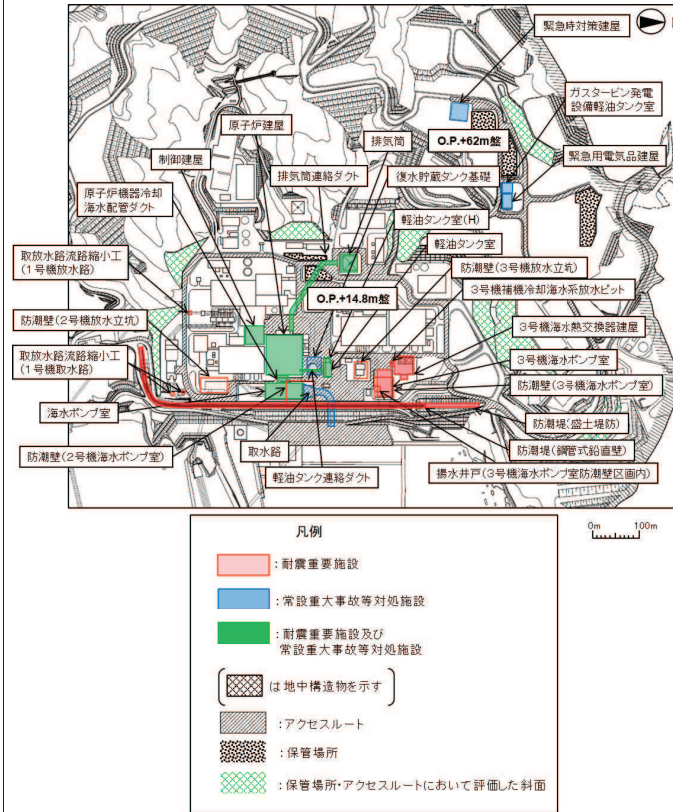 緊急時対策建屋
ガスタービン発電
設備軽油タンク室
原子炉建屋
排気筒
O.P.+62m盤
緊急用電気品建屋
制御建屋
排気筒連絡ダクト
復水貯蔵タンク基礎
原子炉機器冷却
海水配管ダクト
軽油タンク室(H)
軽油タンク室
取放水路流路縮小工
(1号機放水路)
防潮壁(3号機放水立坑)
O.P.+14.8m盤
3号機補機冷却海水系放水ピット
防潮壁(2号機放水立坑)
3号機海水熱交換器建屋
取放水路流路縮小工
(1号機取水路)
3号機海水ポンプ室
防潮壁(3号機海水ポンプ室)
海水ポンプ室
防潮堤(盛土堤防)
防潮壁(2号機海水ポンプ室)
取水路
防潮堤(鋼管式鉛直壁)
軽油タンク連絡ダクト
揚水井戸(3号機海水ポンプ室防潮壁区画内)
0m 100m
凡例
:耐震重要施設
:常設重大事故等対処施設
:耐震重要施設及び
常設重大事故等対処施設
は地中構造物を示す
:アクセスルート
:保管場所
:保管場所・アクセスルートにおいて評価した斜面